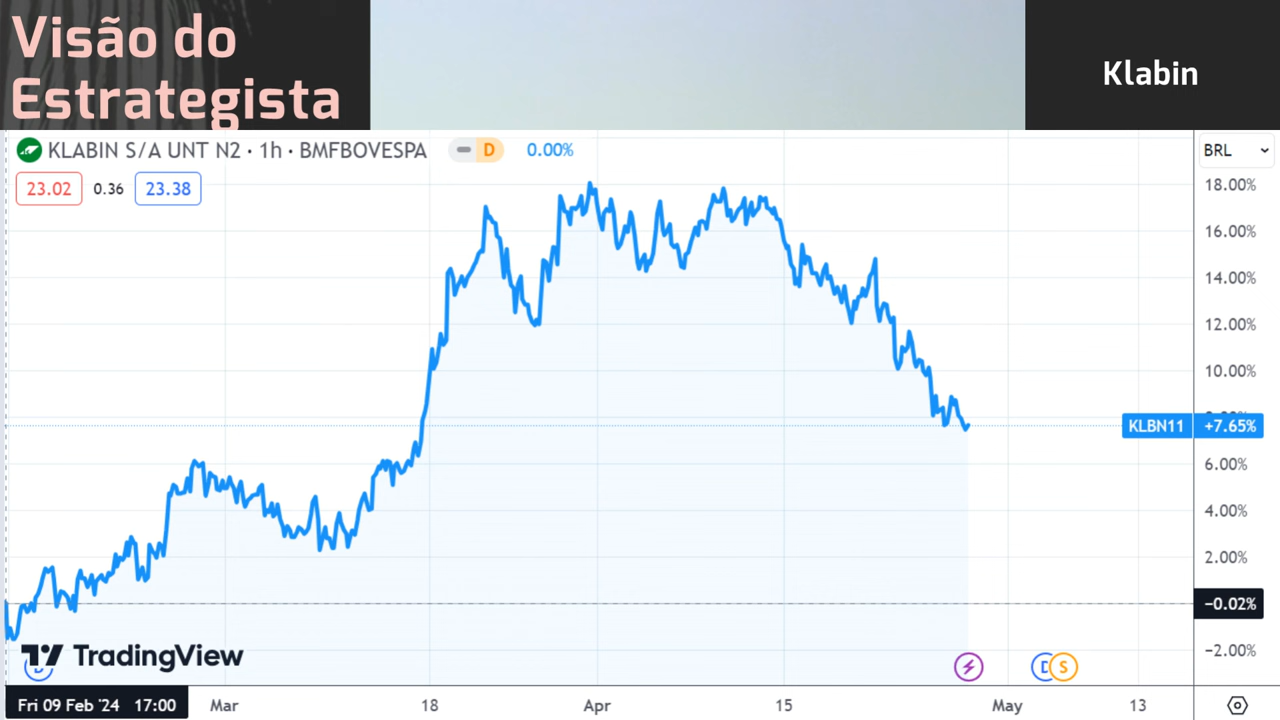 Visão do
Estrategista
Klabin
KLABIN S/A UNT N2 · 1h · BMFBOVESPA
D
0.00%
BRL
23.02
0.36
23.38
18.00%
16.00%
14.00%
12.00%
10.00%
KLBN11
+7.65%
6.00%
4.00%
2.00%
−0.02%
−2.00%
TradingView
D
S
Fri 09 Feb '24 17:00
Mar
18
Apr
15
May
13